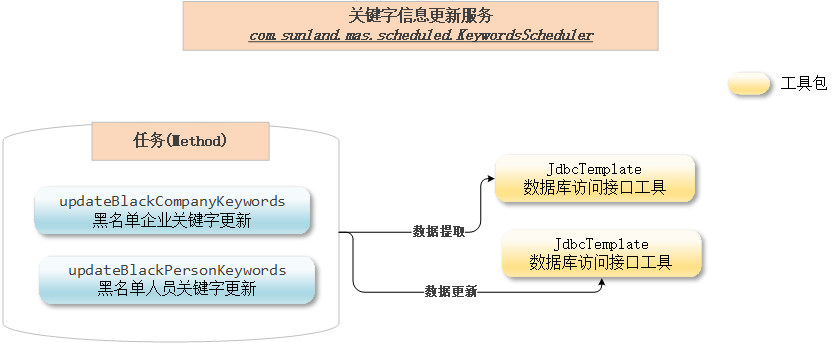 关键字信息更新服务
com.sunland.mas.scheduled.KeywordsScheduler
工具包
任务(Method)
updateBlackCompanyKeywords
黑名单企业关键字更新
updateBlackPersonKeywords
黑名单人员关键字更新
数据提取
数据更新
JdbcTemplate
数据库访问接口工具
JdbcTemplate
数据库访问接口工具